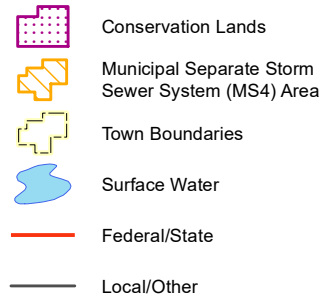 Conservation Lands
Municipal Separate Storm
Sewer System (MS4) Area
Town Boundaries
Surface Water
Federal/State
Local/Other